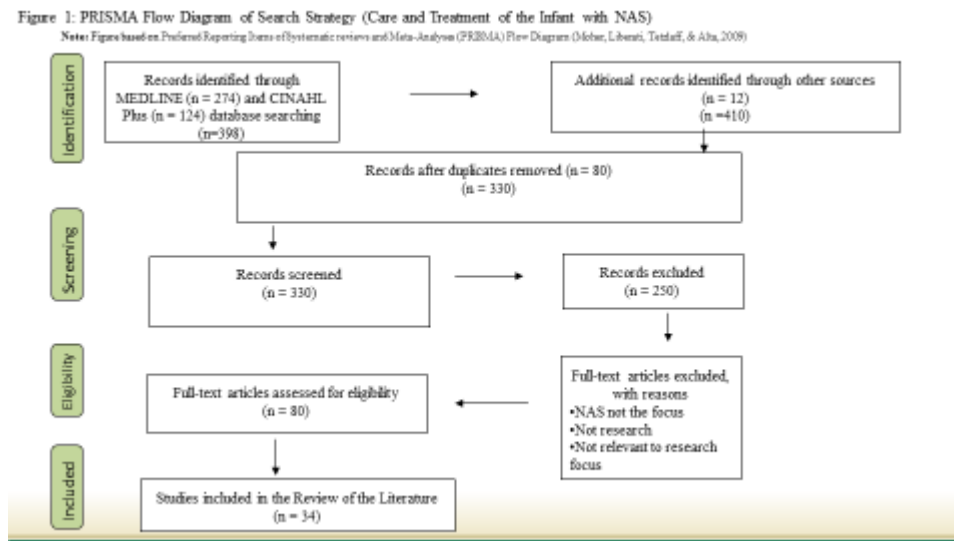 Figure 1: PRISMA Flow Diagram of Search Strategy (Care and Treatment of the Infant with NAS)
Note: Figure based on Preferred Reporting Items of Systematic reviews and Meta-Analyses (PRISMA) Flow Diagram (Moher, Liberati, Tetzlaff, & Alta, 2009)
Identification
Records identified through
MEDLINE (n = 274) and CINAHL
Plus (n = 124) database searching
(n=398)
Additional records identified through other sources
(n = 12)
(n =410)
Records after duplicates removed (n = 80)
(n = 330)
Screening
Records screened
(n = 330)
Records excluded
(n = 250)
Eligibility
Full-text articles assessed for eligibility
(n = 80)
Full-text articles excluded,
with reasons
•NAS not the focus
•Not research
•Not relevant to research
focus
Included
Studies included in the Review of the Literature
(n = 34)